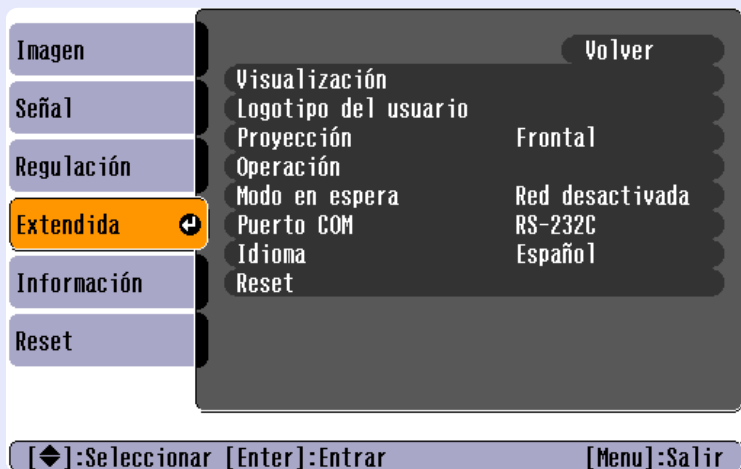 Imagen
Señal
Regulación
Extendida
Información
Reset
Volver
Visualización
Logotipo del usuario
Proyección Frontal
Operación
Modo en espera Red desactivada
Puerto COM RS-232C
Idioma Español
Reset
[◆]:Seleccionar [Enter]:Entrar [Menu]:Salir